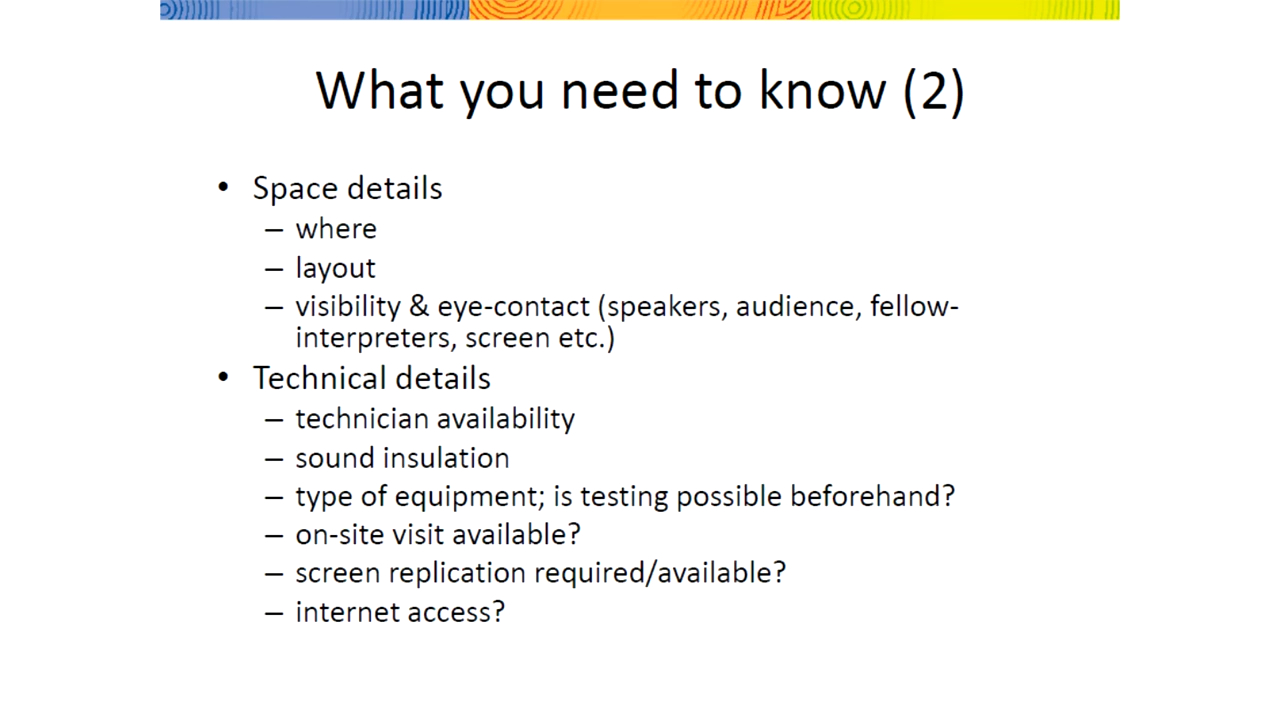 What you need to know (2)
• Space details
– where
– layout
– visibility & eye-contact (speakers, audience, fellow-
interpreters, screen etc.)
• Technical details
– technician availability
– sound insulation
– type of equipment; is testing possible beforehand?
– on-site visit available?
– screen replication required/available?
– internet access?